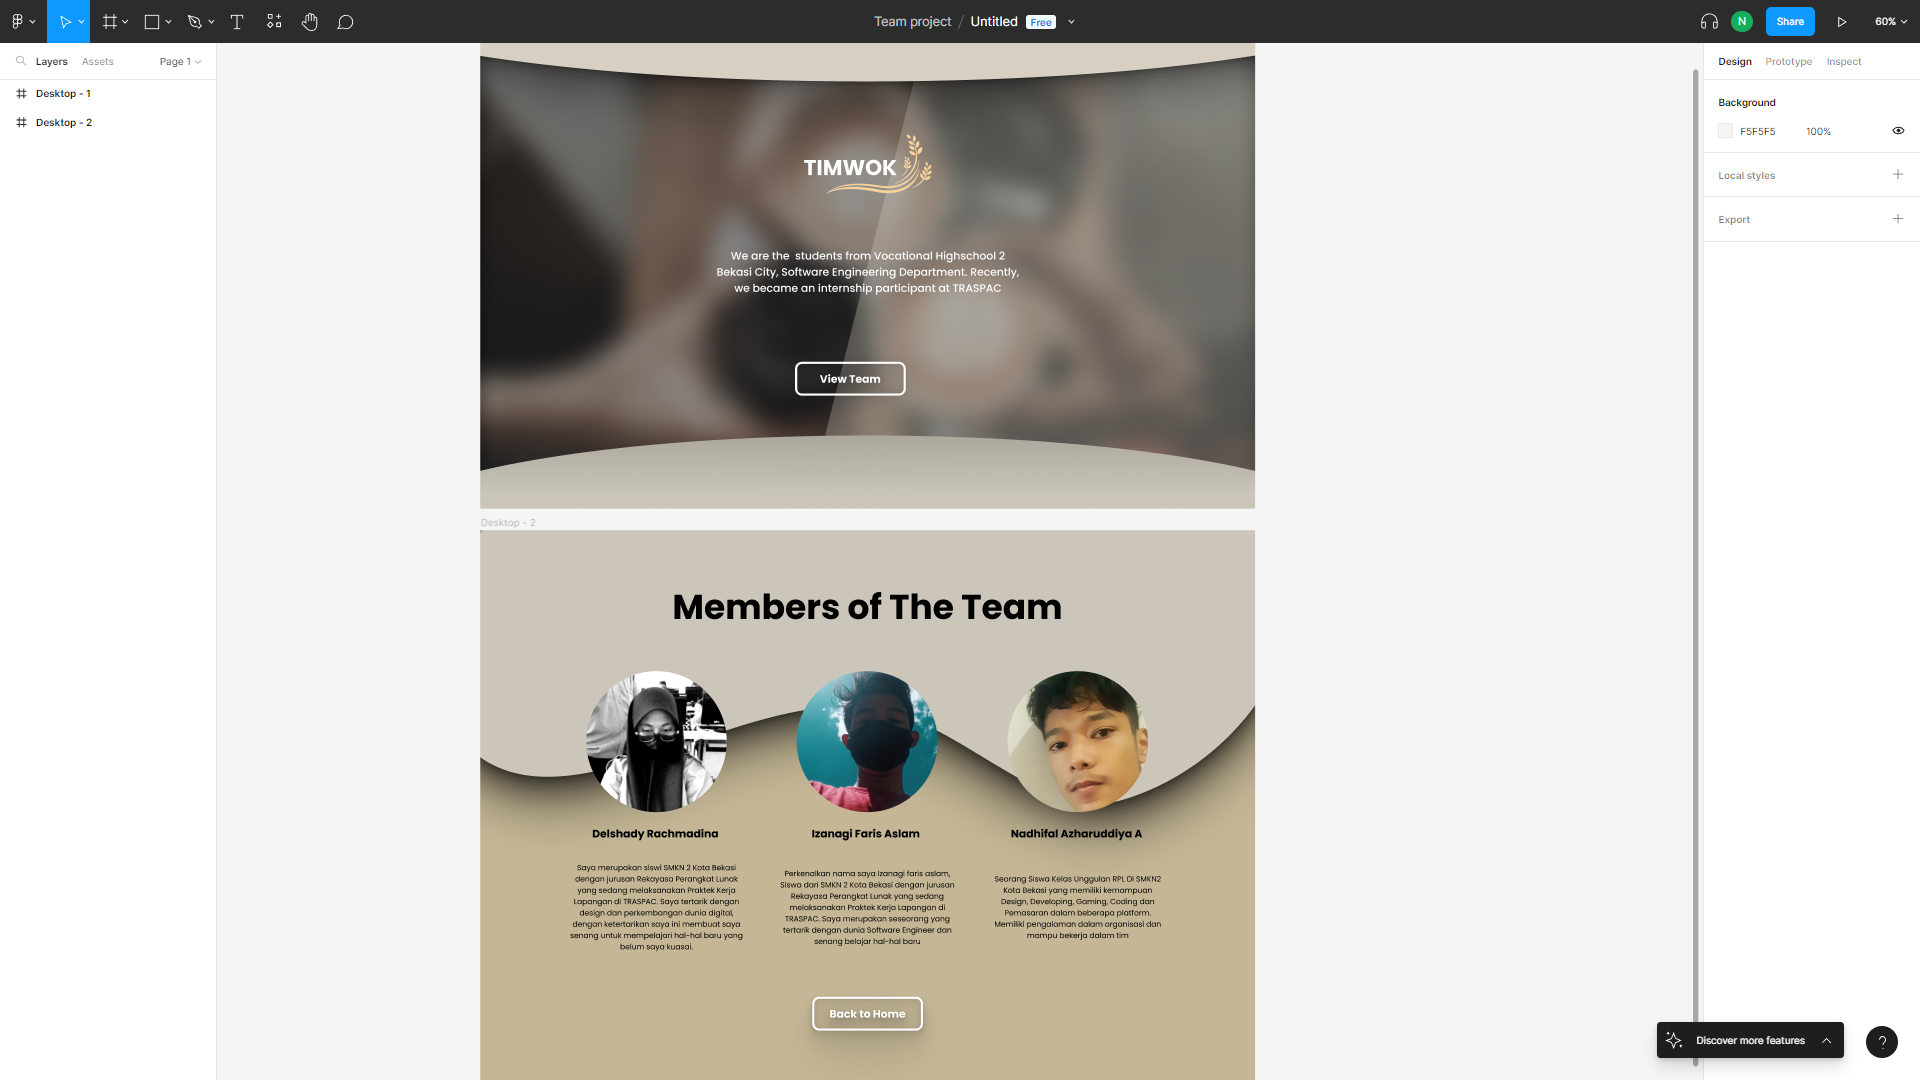 Team project / Untitled Free
N
Share
60%
Layers
Assets
Page 1
Desktop - 1
Desktop - 2
Design
Prototype
Inspect
Background
F5F5F5
100%
Local styles
Export
TIMWOK
We are the  students from Vocational Highschool 2
Bekasi City, Software Engineering Department. Recently,
we became an internship participant at TRASPAC
View Team
Desktop - 2
Members of The Team
Delshady Rachmadina
Saya merupakan siswi SMKN 2 Kota Bekasi
dengan jurusan Rekayasa Perangkat Lunak
yang sedang melaksanakan Praktek Kerja
Lapangan di TRASPAC. Saya tertarik dengan
design dan perkembangan dunia digital,
dengan ketertarikan saya ini membuat saya
senang untuk mempelajari hal-hal baru yang
belum saya kuasai.
Izanagi Faris Aslam
Perkenalkan nama saya Izanagi faris aslam,
Siswa dari SMKN 2 Kota Bekasi dengan jurusan
Rekayasa Perangkat Lunak yang sedang
melaksanakan Praktek Kerja Lapangan di
TRASPAC. Saya merupakan seseorang yang
tertarik dengan dunia Software Engineer dan
senang belajar hal-hal baru
Nadhifal Azharuddiya A
Seorang Siswa Kelas Unggulan RPL Di SMKN2
Kota Bekasi yang memiliki kemampuan
Design, Developing, Gaming, Coding dan
Pemasaran dalam beberapa platform.
Memiliki pengalaman dalam organisasi dan
mampu bekerja dalam tim
Back to Home
Discover more features
?